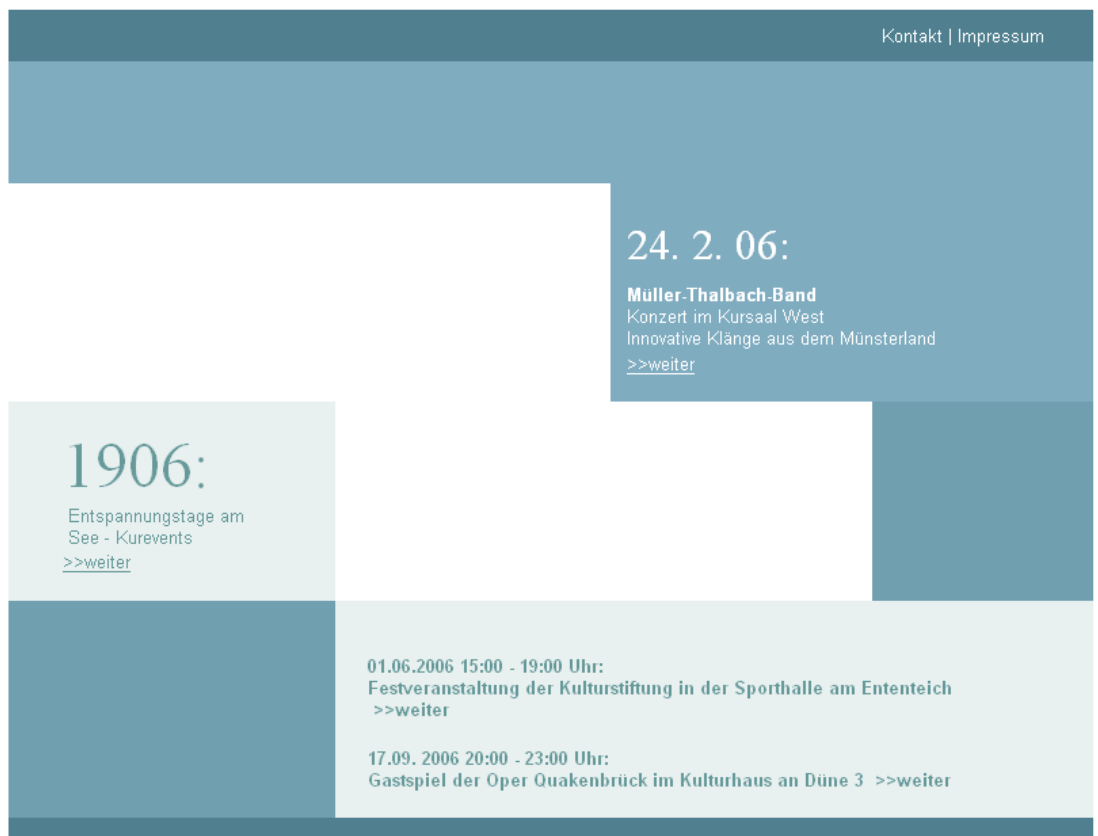 Kontakt | Impressum
24. 2. 06:
Müller-Thalbach-Band
Konzert im Kursaal West
Innovative Klänge aus dem Münsterland
>>weiter
1906:
Entspannungstage am
See - Kurevents
>>weiter
01.06.2006 15:00 - 19:00 Uhr:
Festveranstaltung der Kulturstiftung in der Sporthalle am Ententeich
>>weiter
17.09. 2006 20:00 - 23:00 Uhr:
Gastspiel der Oper Quakenbrück im Kulturhaus an Düne 3 >>weiter